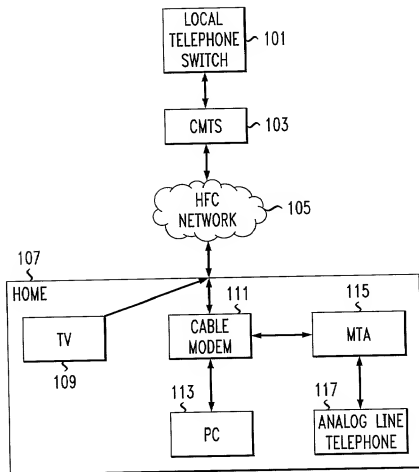 LOCAL
TELEPHONE
SWITCH
101
CMTS
103
HFC
NETWORK
105
107
HOME
TV
109
111
CABLE
MODEM
115
MTA
113
PC
117
ANALOG LINE
TELEPHONE